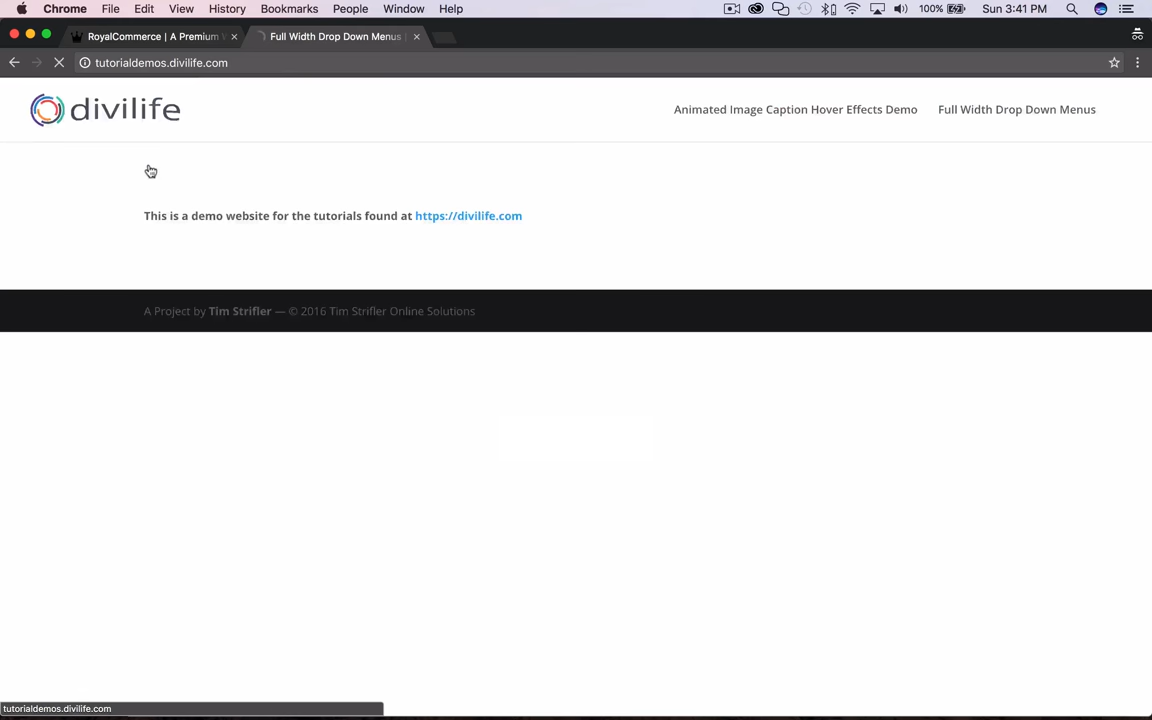 Chrome File Edit View History Bookmarks People Window Help 100% Sun 3:41 PM
RoyalCommerce | A Premium Full Width Drop Down Menus
tutorialdemos.divilife.com
divilife Animated Image Caption Hover Effects Demo Full Width Drop Down Menus
This is a demo website for the tutorials found at https://divilife.com
A Project by Tim Strifler — © 2016 Tim Strifler Online Solutions
tutorialdemos.divilife.com